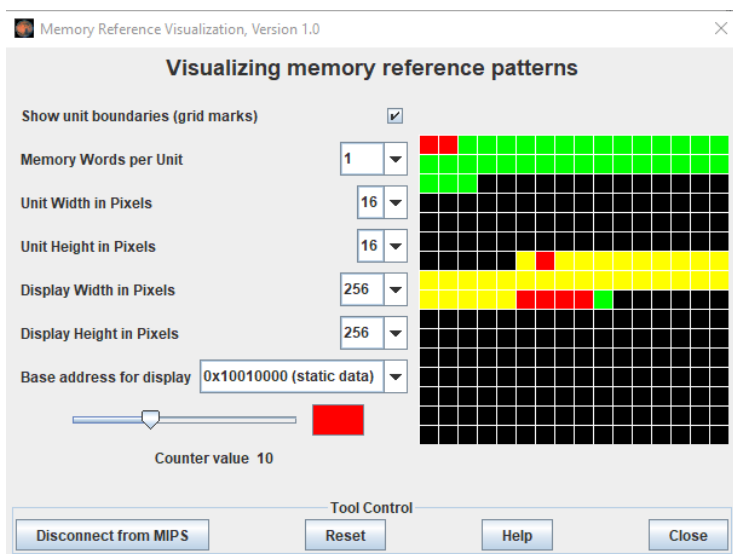 Memory Reference Visualization, Version 1.0
Visualizing memory reference patterns
Show unit boundaries (grid marks)
Memory Words per Unit 1
Unit Width in Pixels 16
Unit Height in Pixels 16
Display Width in Pixels 256
Display Height in Pixels 256
Base address for display 0x10010000 (static data)
Counter value 10
Tool Control
Disconnect from MIPS Reset Help Close